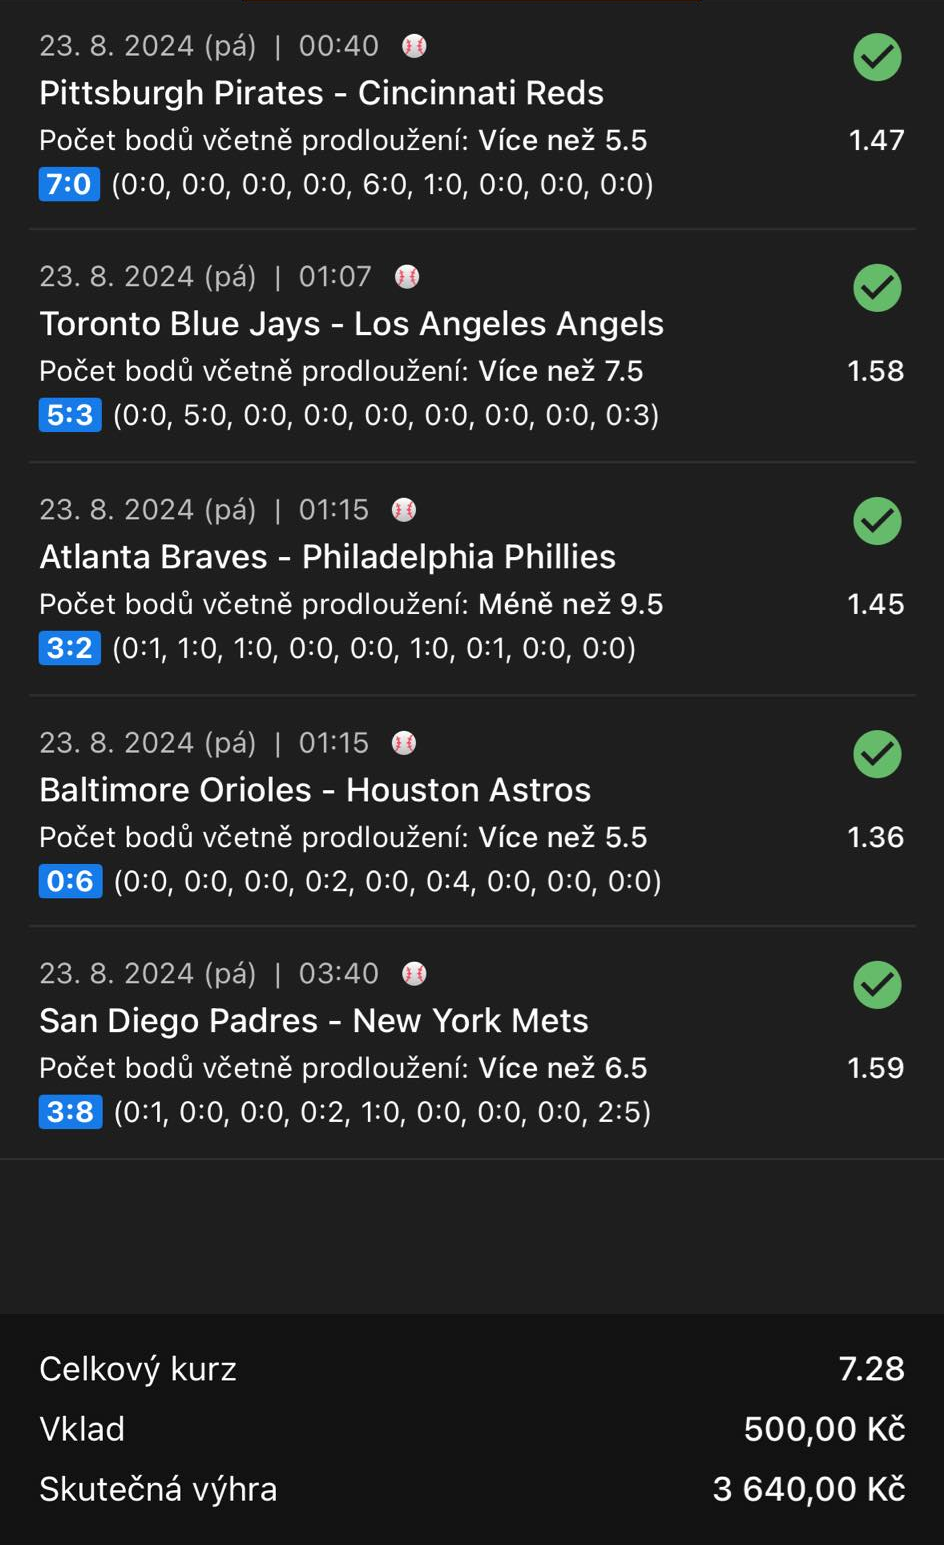 23. 8. 2024 (pá) | 00:40
Pittsburgh Pirates - Cincinnati Reds
Počet bodů včetně prodloužení: Více než 5.5 1.47
7:0 (0:0, 0:0, 0:0, 0:0, 6:0, 1:0, 0:0, 0:0, 0:0)
23. 8. 2024 (pá) | 01:07
Toronto Blue Jays - Los Angeles Angels
Počet bodů včetně prodloužení: Více než 7.5 1.58
5:3 (0:0, 5:0, 0:0, 0:0, 0:0, 0:0, 0:0, 0:0, 0:3)
23. 8. 2024 (pá) | 01:15
Atlanta Braves - Philadelphia Phillies
Počet bodů včetně prodloužení: Méně než 9.5 1.45
3:2 (0:1, 1:0, 1:0, 0:0, 0:0, 1:0, 0:1, 0:0, 0:0)
23. 8. 2024 (pá) | 01:15
Baltimore Orioles - Houston Astros
Počet bodů včetně prodloužení: Více než 5.5 1.36
0:6 (0:0, 0:0, 0:0, 0:2, 0:0, 0:4, 0:0, 0:0, 0:0)
23. 8. 2024 (pá) | 03:40
San Diego Padres - New York Mets
Počet bodů včetně prodloužení: Více než 6.5 1.59
3:8 (0:1, 0:0, 0:0, 0:2, 1:0, 0:0, 0:0, 0:0, 2:5)
Celkový kurz 7.28
Vklad 500,00 Kč
Skutečná výhra 3 640,00 Kč